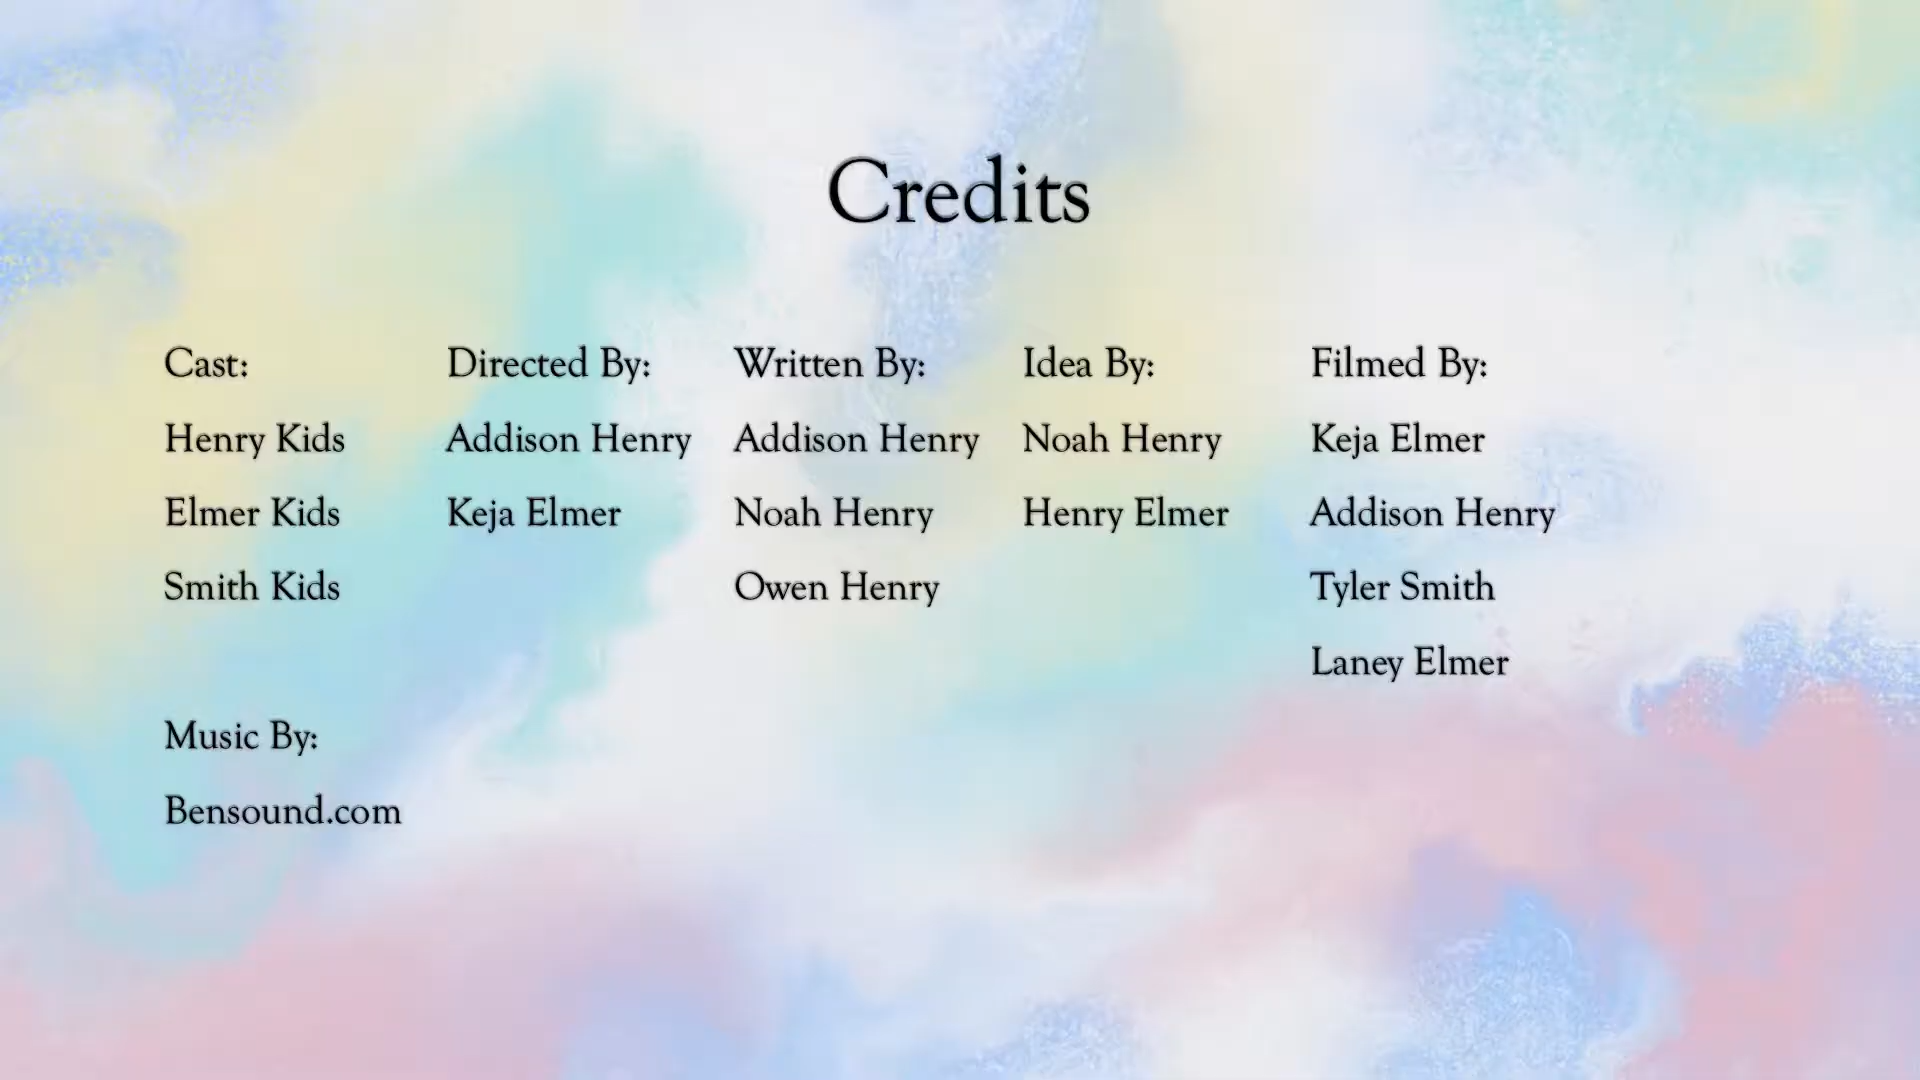 Credits
Cast:
Henry Kids
Elmer Kids
Smith Kids
Directed By:
Addison Henry
Keja Elmer
Written By:
Addison Henry
Noah Henry
Owen Henry
Idea By:
Noah Henry
Henry Elmer
Filmed By:
Keja Elmer
Addison Henry
Tyler Smith
Laney Elmer
Music By:
Bensound.com